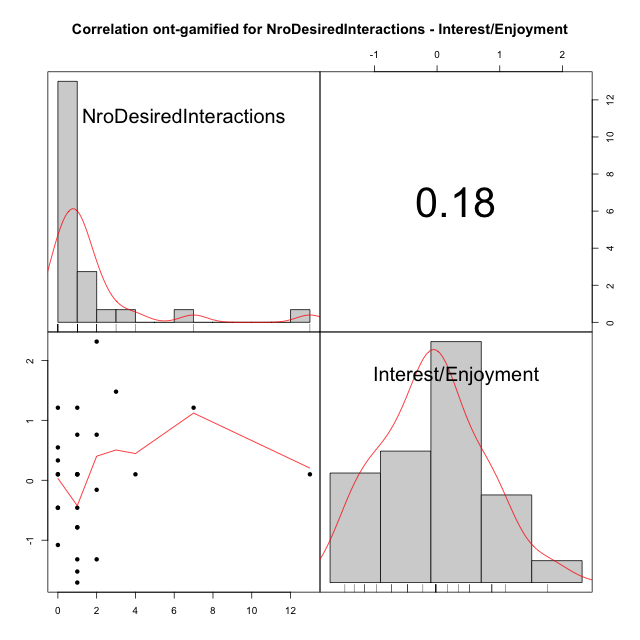 Correlation ont-gamified for NroDesiredInteractions - Interest/Enjoyment
-1 0 1 2
NroDesiredInteractions
0.18
12
10
8
6
4
2
0
2
1
0
-1
Interest/Enjoyment
0 2 4 6 8 10 12